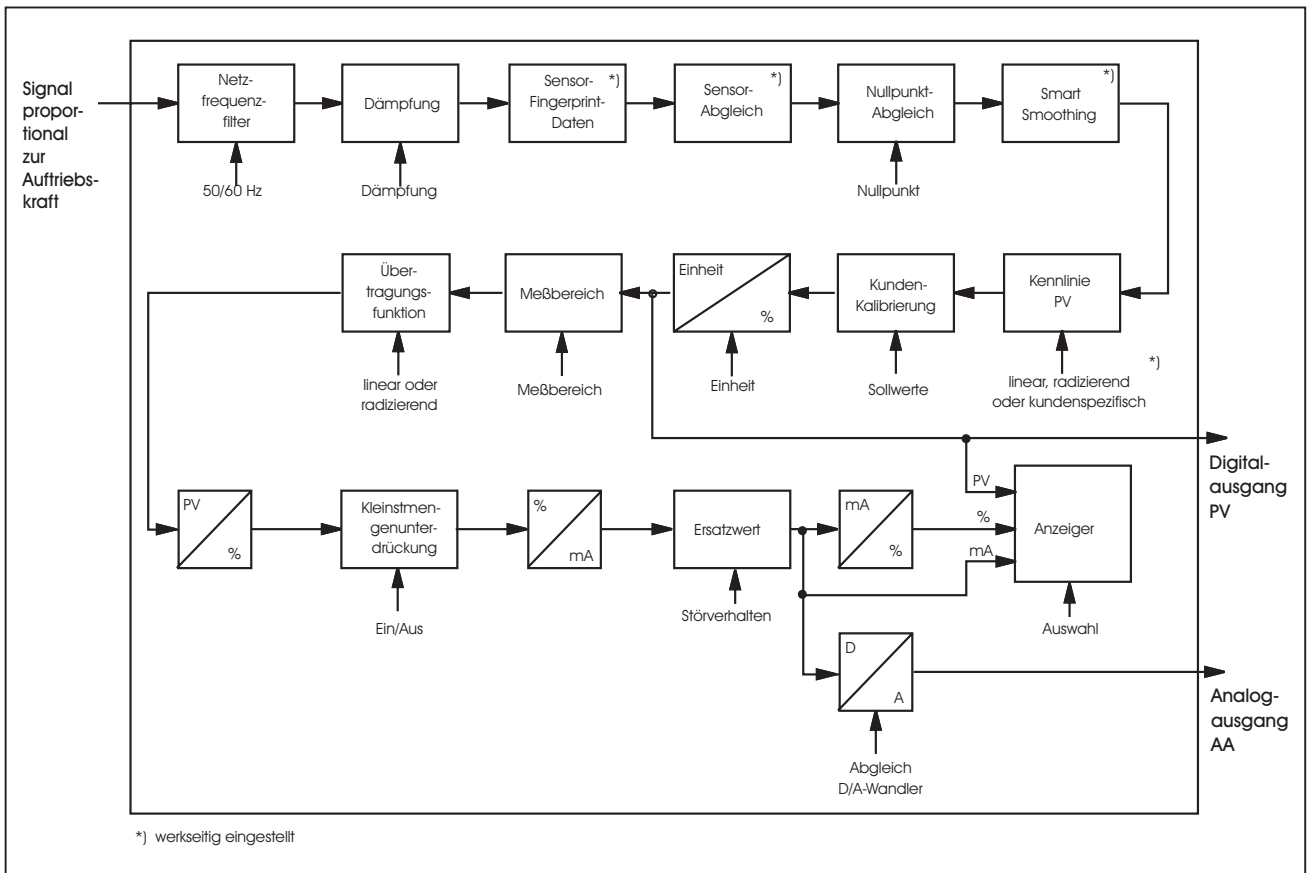 Signal
propor-
tional
zur
Auftriebs-
kraft
Netz-
frequenz-
filter
50/60 Hz
Dämpfung
Dämpfung
Sensor-
Fingerprint-
Daten
*)
Sensor-
Abgleich
*)
Nullpunkt-
Abgleich
Nullpunkt
Smart
Smoothing
*)
Über-
tragungs-
funktion
linear oder
radizierend
Meßbereich
Meßbereich
Einheit
%
Einheit
Kunden-
Kalibrierung
Sollwerte
Kennlinie
PV
*)
linear, radizierend
oder kundenspezifisch
Digital-
ausgang
PV
PV
%
Kleinstmen-
genunter-
drückung
Ein/Aus
%
mA
Ersatzwert
Störverhalten
mA
%
PV
%
mA
Anzeiger
Auswahl
D
A
Abgleich
D/A-Wandler
Analog-
ausgang
AA
*) werkseitig eingestellt